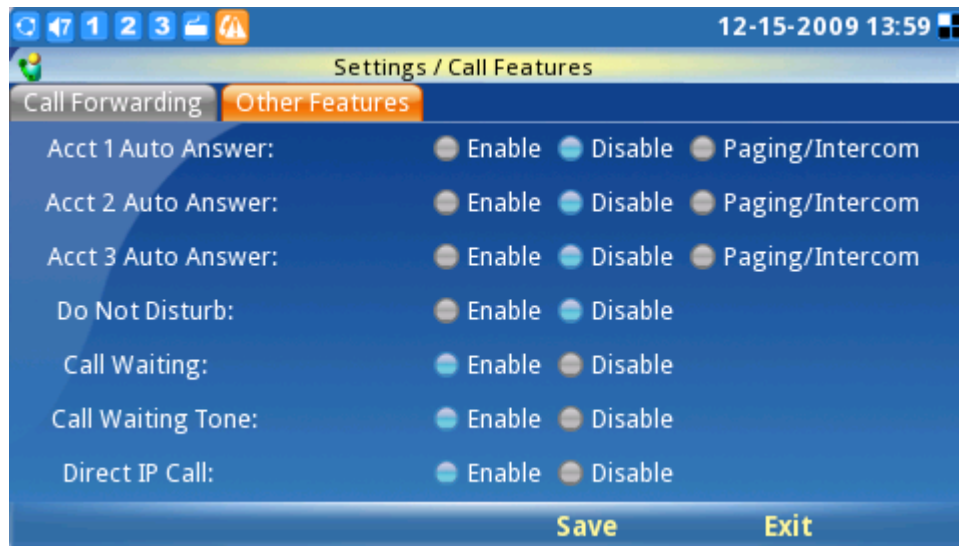 7 1 2 3 12-15-2009 13:59
Settings / Call Features
Call Forwarding Other Features
Acct 1 Auto Answer: Enable Disable Paging/Intercom
Acct 2 Auto Answer: Enable Disable Paging/Intercom
Acct 3 Auto Answer: Enable Disable Paging/Intercom
Do Not Disturb: Enable Disable
Call Waiting: Enable Disable
Call Waiting Tone: Enable Disable
Direct IP Call: Enable Disable
Save Exit